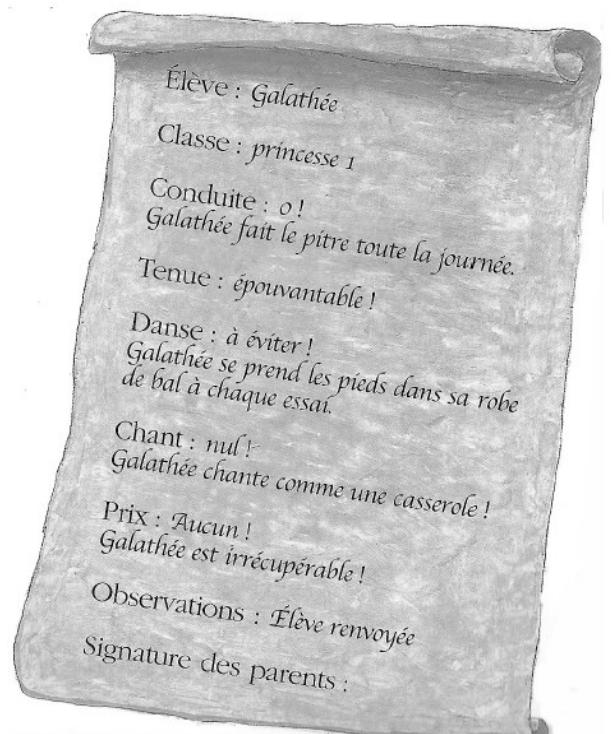 Élève : Galathée
Classe : princesse 1
Conduite : 0 !
Galathée fait le pitre toute la journée.
Tenue : épouvantable !
Danse : à éviter !
Galathée se prend les pieds dans sa robe
de bal à chaque essai.
Chant : nul !
Galathée chante comme une casserole !
Prix : Aucun !
Galathée est irrécupérable !
Observations : Élève renvoyée
Signature des parents :